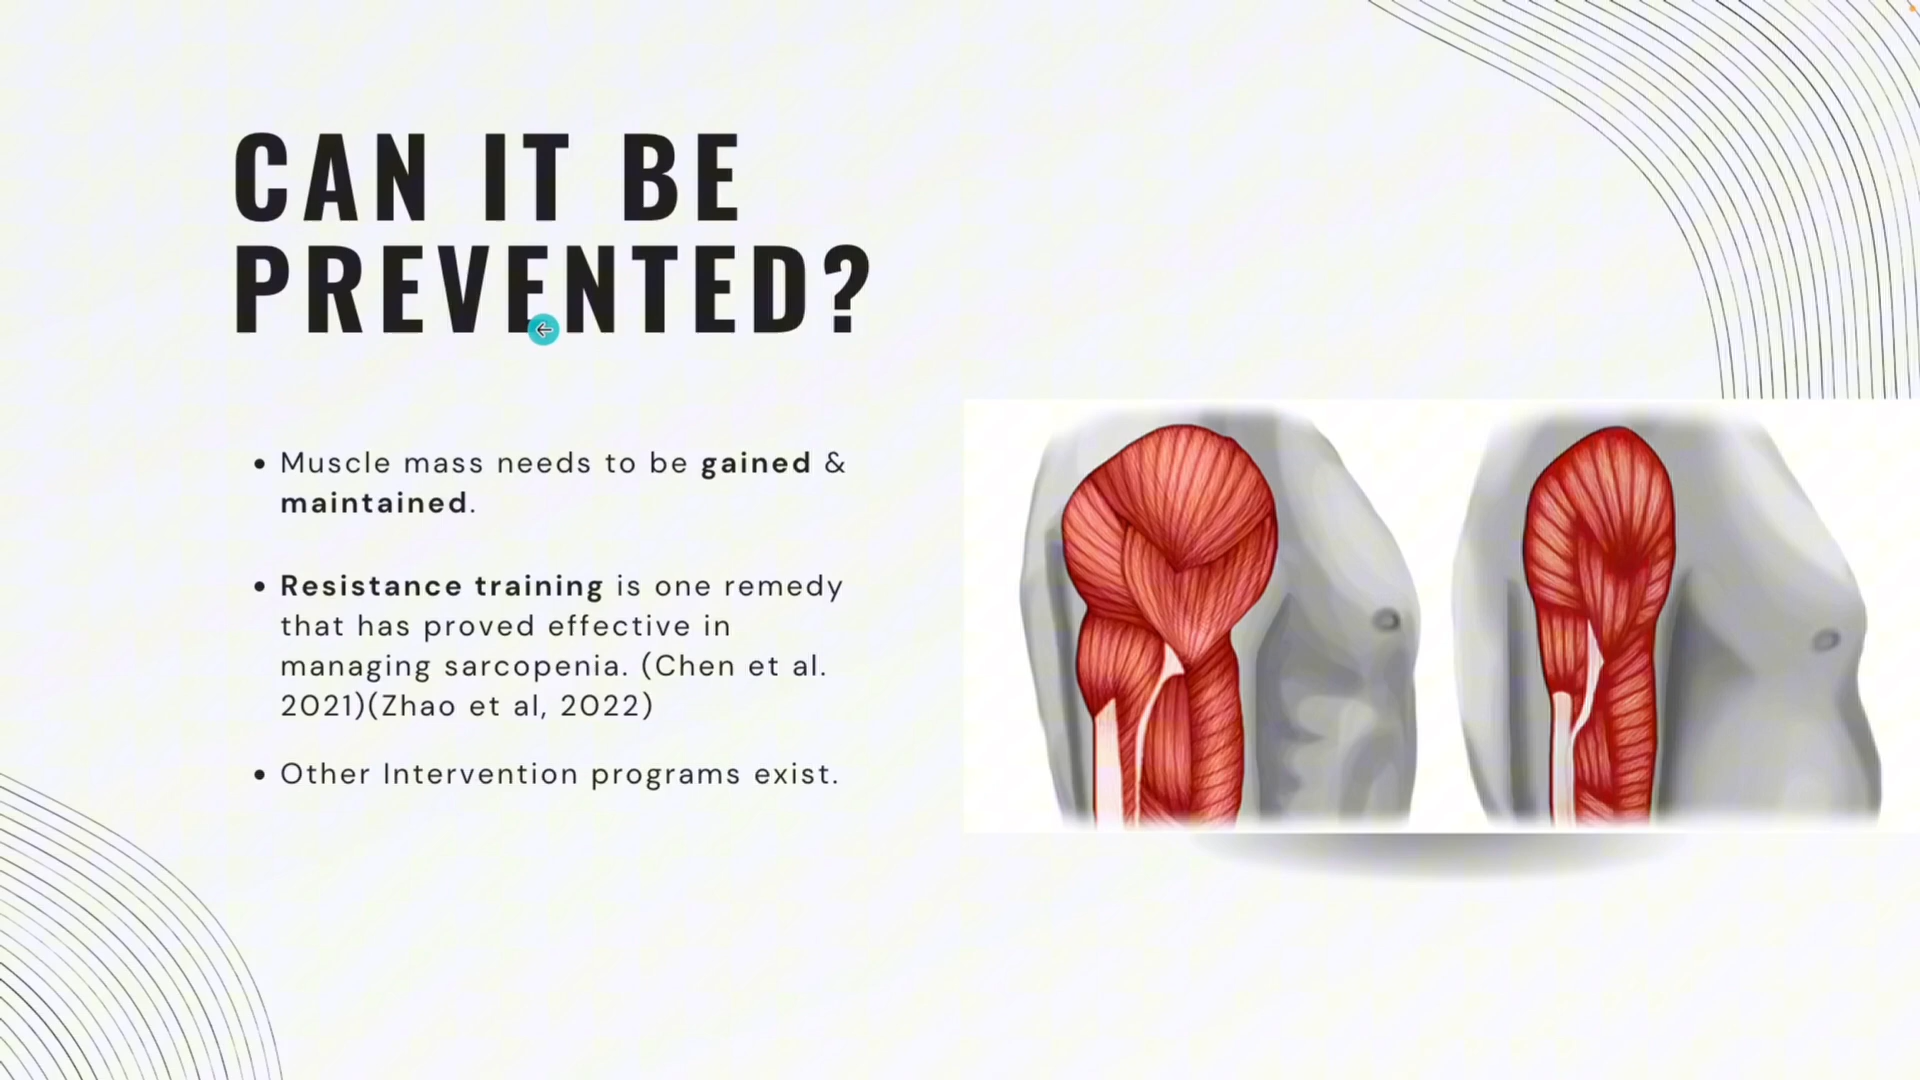 CAN IT BE
PREVENTED?
• Muscle mass needs to be gained &
maintained.
• Resistance training is one remedy
that has proved effective in
managing sarcopenia. (Chen et al.
2021)(Zhao et al, 2022)
• Other Intervention programs exist.